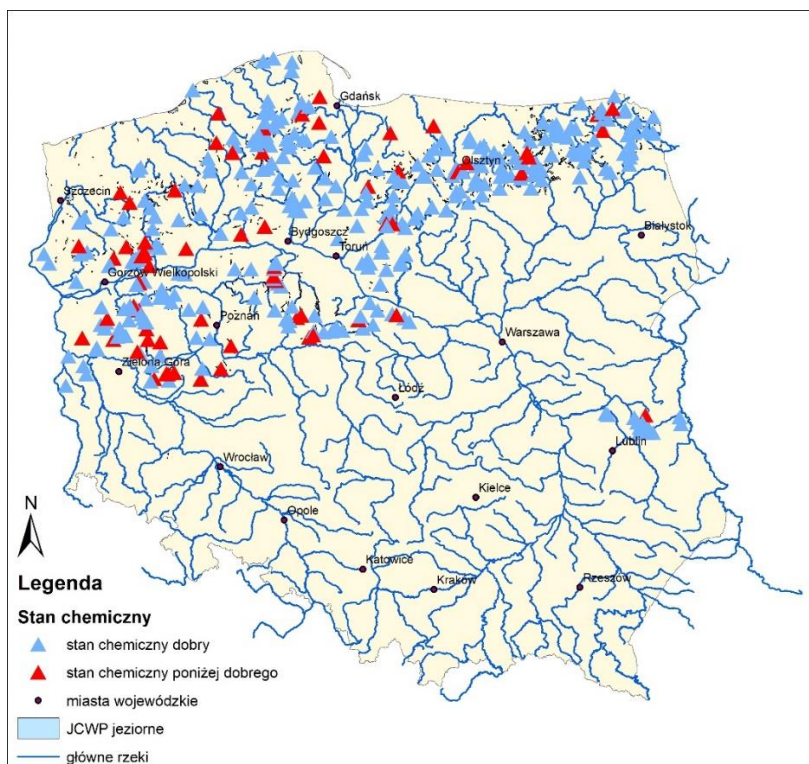 Gdańsk
Olsztyn
Szczecin
Białystok
Bydgoszcz
Toruń
Gorzów Wielkopolski
Poznań
Warszawa
Zielona Góra
Łódź
Lublin
Wrocław
Kielce
Opole
Katowice
Kraków
Rzeszów
N
Legenda
Stan chemiczny
stan chemiczny dobry
stan chemiczny poniżej dobrego
miasta wojewódzkie
JCWP jeziorne
główne rzeki